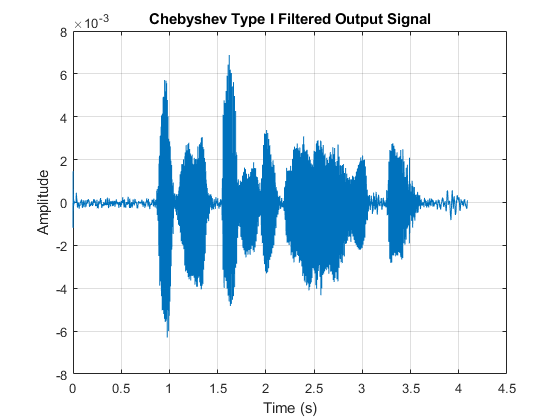 Chebyshev Type I Filtered Output Signal
×10⁻³
8
6
4
2
0
-2
-4
-6
-8
Amplitude
0 0.5 1 1.5 2 2.5 3 3.5 4 4.5
Time (s)